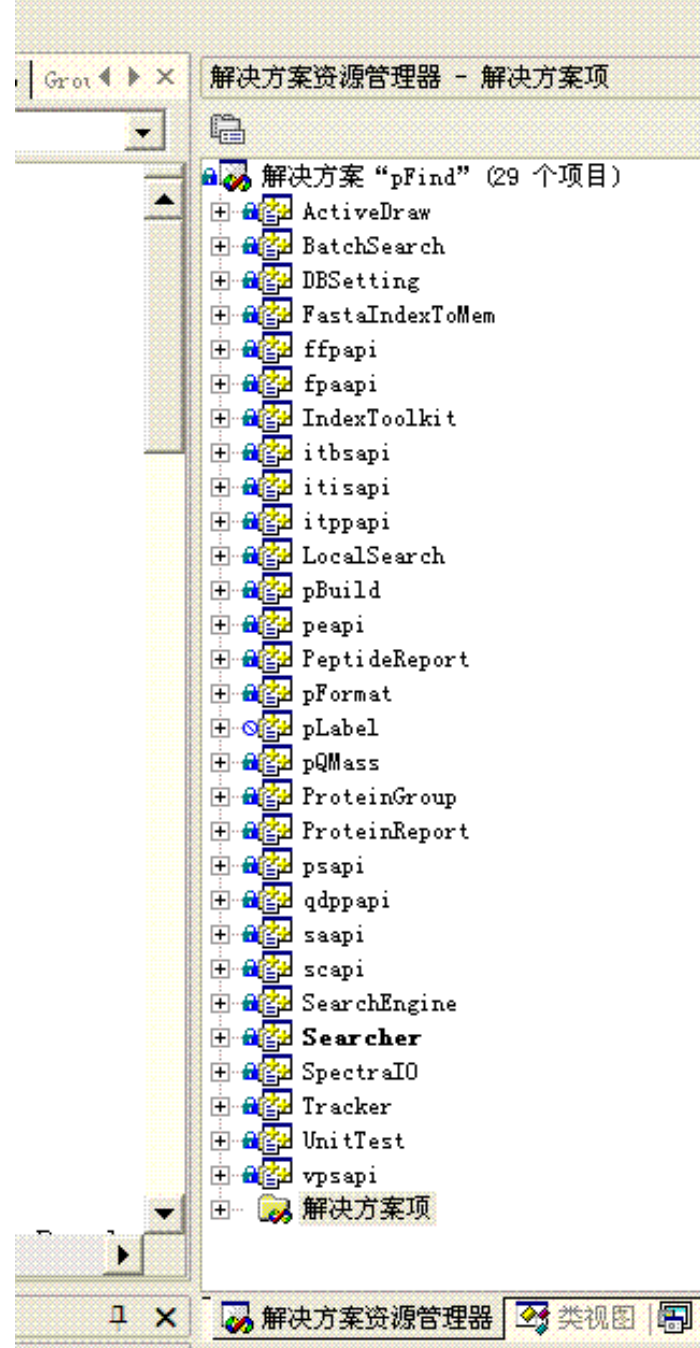 Grou
解决方案资源管理器 - 解决方案项
解决方案“pFind”(29 个项目)
ActiveDraw
BatchSearch
DBSetting
FastaIndexToMem
ffpapi
fpaapi
IndexToolkit
itbsapi
itisapi
itppapi
LocalSearch
pBuild
peapi
PeptideReport
pFormat
pLabel
pQMass
ProteinGroup
ProteinReport
psapi
qdppapi
saapi
scapi
SearchEngine
Searcher
SpectraIO
Tracker
UnitTest
vpsapi
解决方案项
解决方案资源管理器 类视图